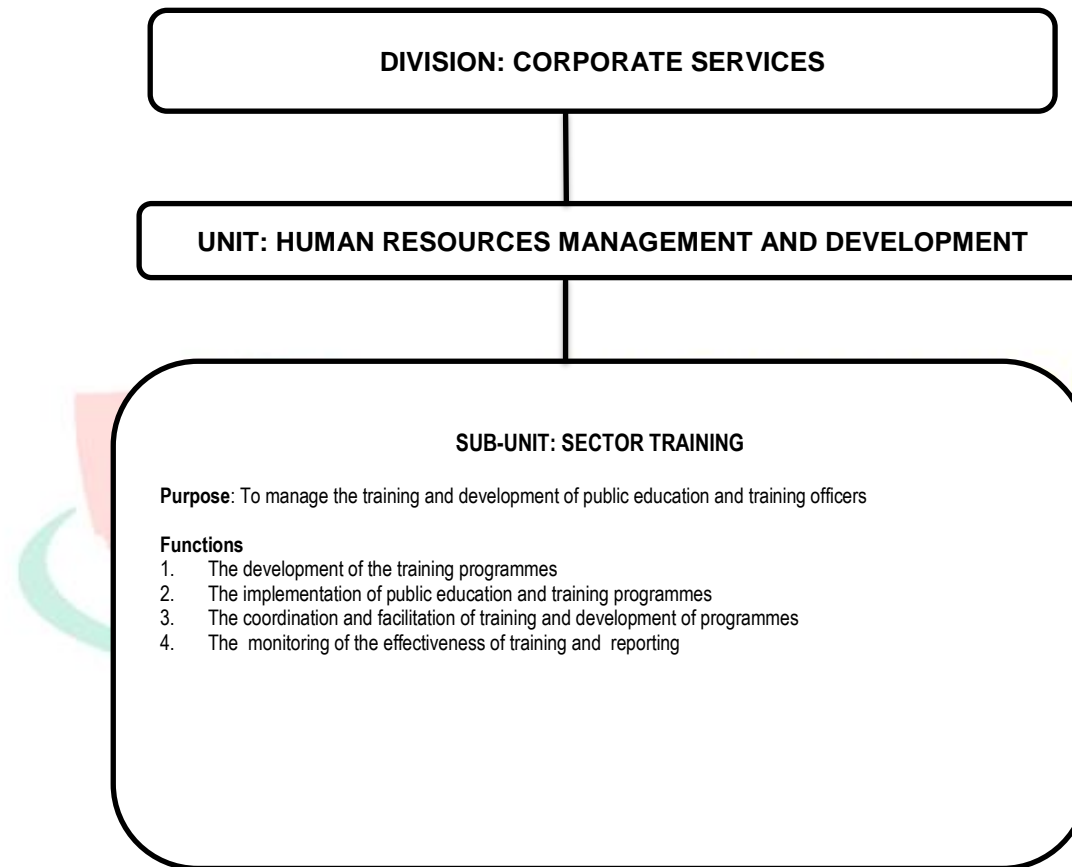 DIVISION: CORPORATE SERVICES
UNIT: HUMAN RESOURCES MANAGEMENT AND DEVELOPMENT
SUB-UNIT: SECTOR TRAINING
Purpose: To manage the training and development of public education and training officers
Functions
1. The development of the training programmes
2. The implementation of public education and training programmes
3. The coordination and facilitation of training and development of programmes
4. The monitoring of the effectiveness of training and reporting